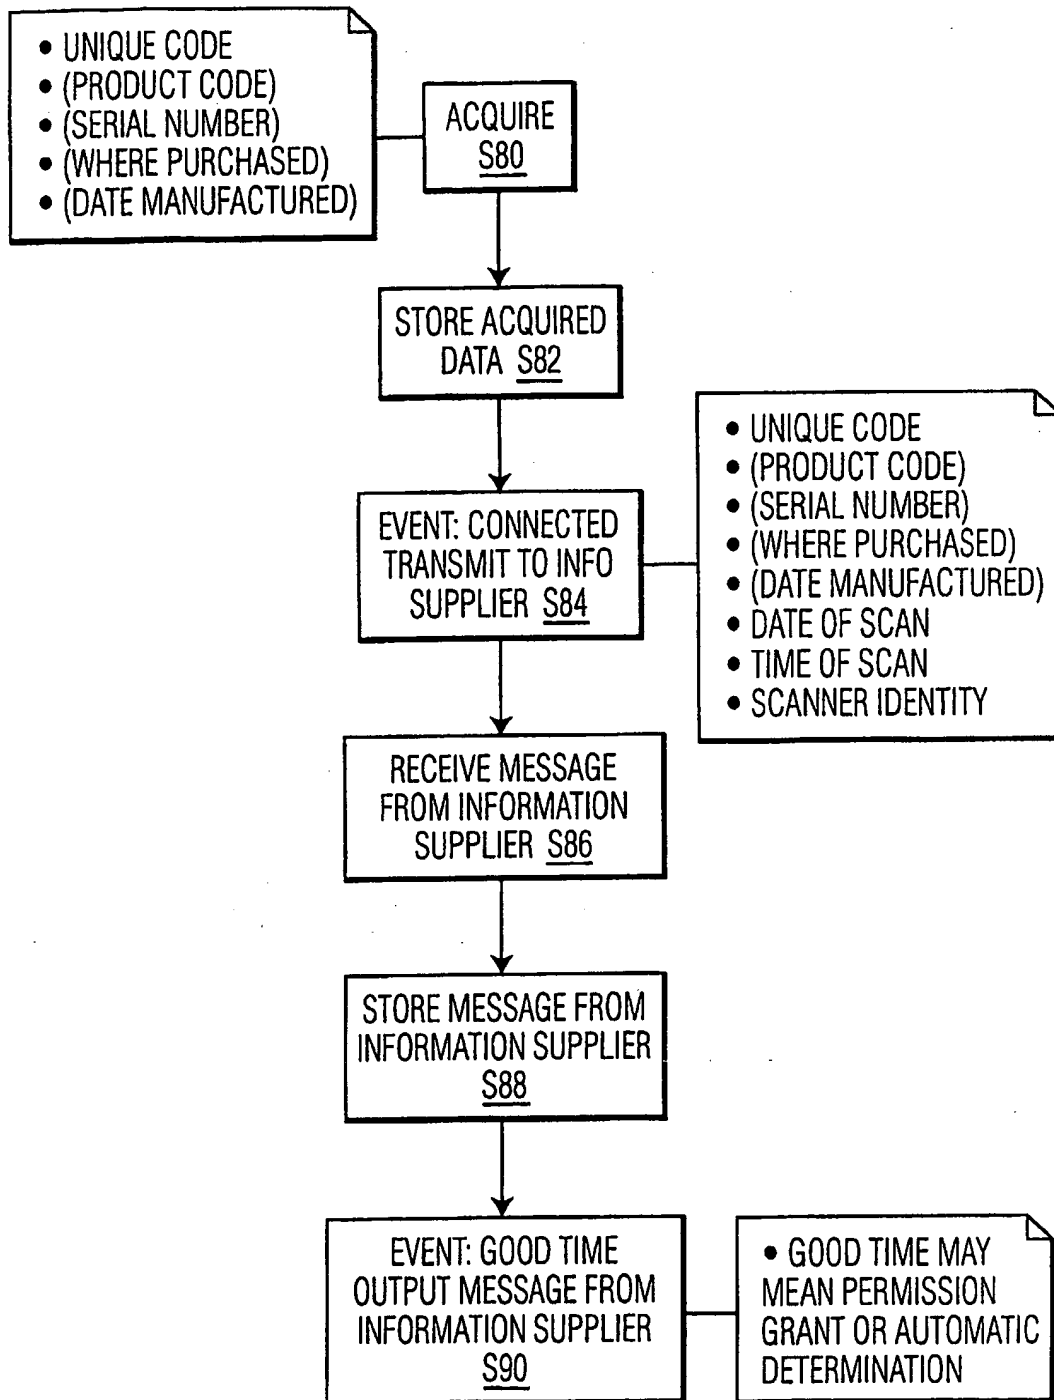 • UNIQUE CODE
• (PRODUCT CODE)
• (SERIAL NUMBER)
• (WHERE PURCHASED)
• (DATE MANUFACTURED)
ACQUIRE
S80
STORE ACQUIRED
DATA S82
EVENT: CONNECTED
TRANSMIT TO INFO
SUPPLIER S84
• UNIQUE CODE
• (PRODUCT CODE)
• (SERIAL NUMBER)
• (WHERE PURCHASED)
• (DATE MANUFACTURED)
• DATE OF SCAN
• TIME OF SCAN
• SCANNER IDENTITY
RECEIVE MESSAGE
FROM INFORMATION
SUPPLIER S86
STORE MESSAGE FROM
INFORMATION SUPPLIER
S88
EVENT: GOOD TIME
OUTPUT MESSAGE FROM
INFORMATION SUPPLIER
S90
• GOOD TIME MAY
MEAN PERMISSION
GRANT OR AUTOMATIC
DETERMINATION